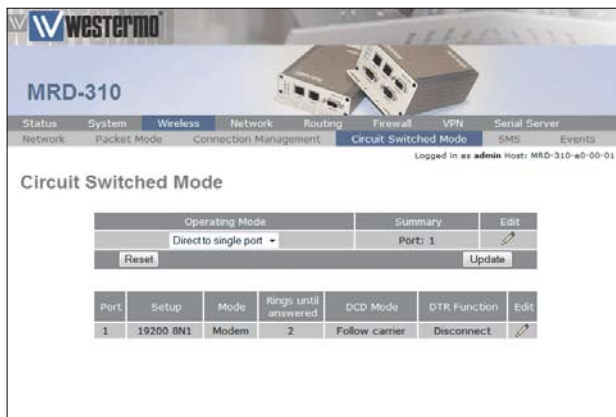 westermo
MRD-310
Status System Wireless Network Routing Firewall VPN Serial Server
Network Packet Mode Connection Management Circuit Switched Mode SMS Events
Logged in as admin Host: MRD-310-e0-00-01
Circuit Switched Mode
Operating Mode Summary Edit
Direct to single port Port: 1
Reset Update
Port Setup Mode Rings until answered DCD Mode DTR Function Edit
1 19200 8N1 Modem 2 Follow carrier Disconnect